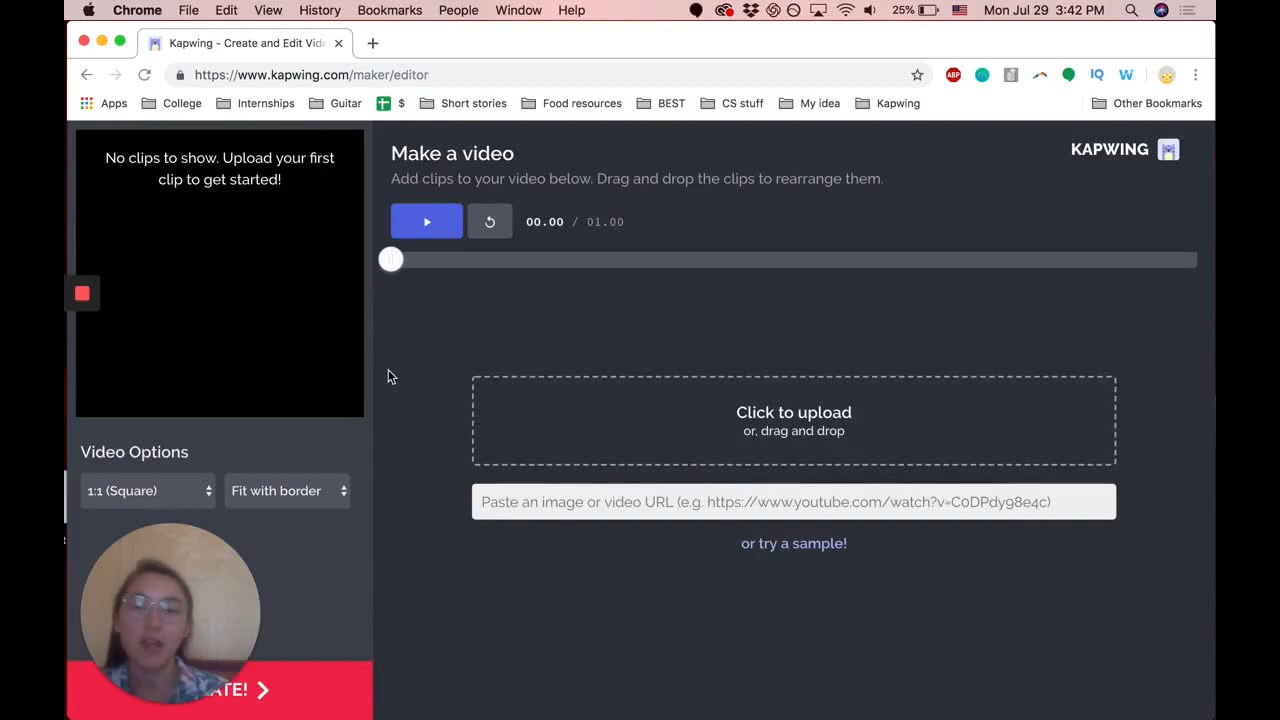 Chrome File Edit View History Bookmarks People Window Help 25% Mon Jul 29 3:42 PM
Kapwing - Create and Edit Vide
https://www.kapwing.com/maker/editor ABP IQ W
Apps College Internships Guitar $ Short stories Food resources BEST CS stuff My idea Kapwing Other Bookmarks
No clips to show. Upload your first
clip to get started!
Make a video
KAPWING
Add clips to your video below. Drag and drop the clips to rearrange them.
00.00 / 01.00
Click to upload
or, drag and drop
Paste an image or video URL (e.g. https://www.youtube.com/watch?v=C0DPdy98e4c)
or try a sample!
Video Options
1:1 (Square) Fit with border
ATE!